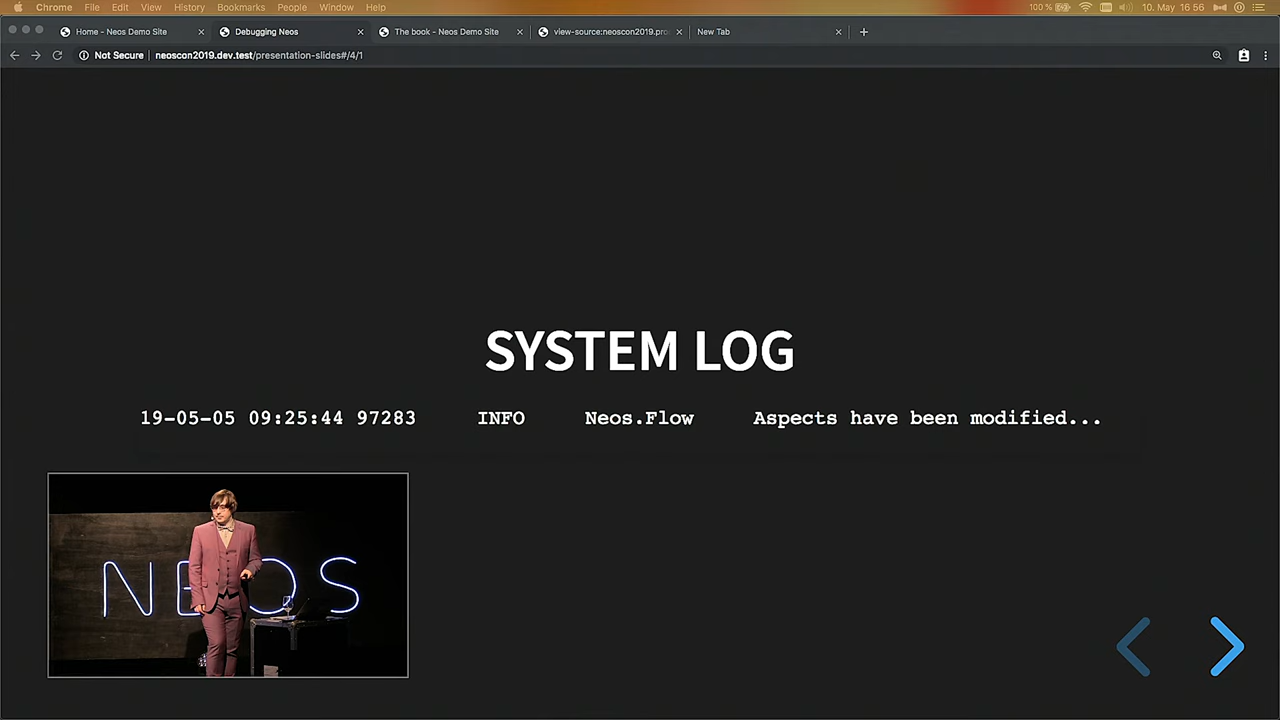 Chrome File Edit View History Bookmarks People Window Help 100 % 10. May 16 56
Home - Neos Demo Site Debugging Neos The book - Neos Demo Site view-source:neoscon2019.pro New Tab
Not Secure neoscon2019.dev.test/presentation-slides#/4/1
SYSTEM LOG
19-05-05 09:25:44 97283 INFO Neos.Flow Aspects have been modified...
NEOS